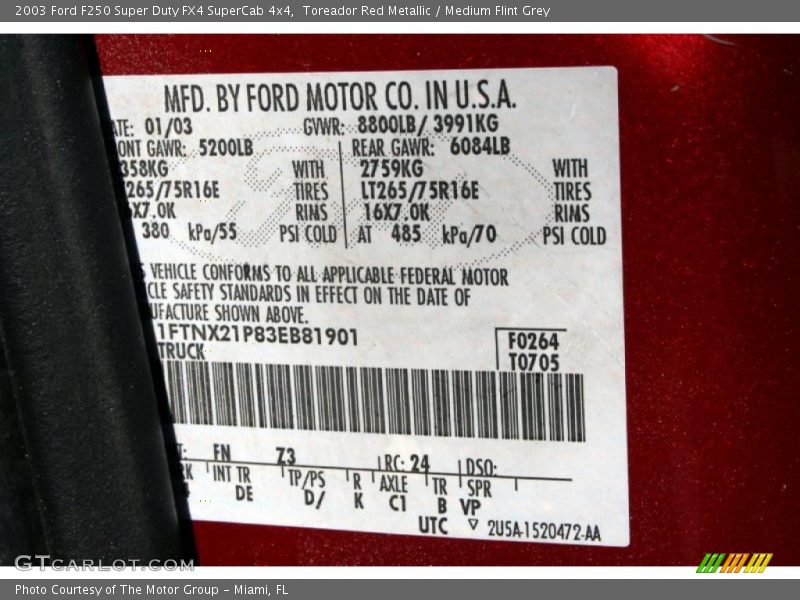 2003 Ford F250 Super Duty FX4 SuperCab 4x4,  Toreador Red Metallic / Medium Flint Grey
MFD. BY FORD MOTOR CO. IN U.S.A.
ATE: 01/03 GVWR: 8800LB/ 3991KG
ONT GAWR: 5200LB REAR GAWR: 6084LB
358KG WITH 2759KG WITH
265/75R16E TIRES LT265/75R16E TIRES
X7.0K RIMS 16X7.0K RIMS
380 kPa/55 PSI COLD AT 485 kPa/70 PSI COLD
VEHICLE CONFORMS TO ALL APPLICABLE FEDERAL MOTOR
CLE SAFETY STANDARDS IN EFFECT ON THE DATE OF
UFACTURE SHOWN ABOVE.
1FTNX21P83EB81901 F0264
TRUCK T0705
T: FN Z3 RC: 24 DSO:
RK INT TR TP/PS R AXLE TR SPR
DE D/ K C1 B VP
UTC ▽ 2U5A-1520472-AA
GTCARLOT.COM
Photo Courtesy of The Motor Group - Miami, FL